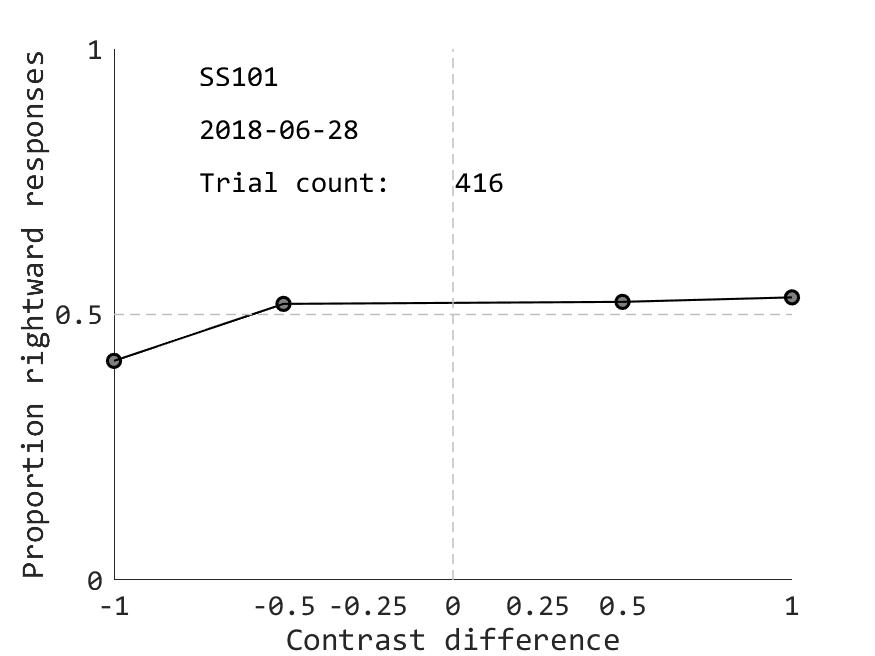 SS101
2018-06-28
Trial count: 416
Proportion rightward responses
1
0.5
0
-1 -0.5 -0.25 0 0.25 0.5 1
Contrast difference